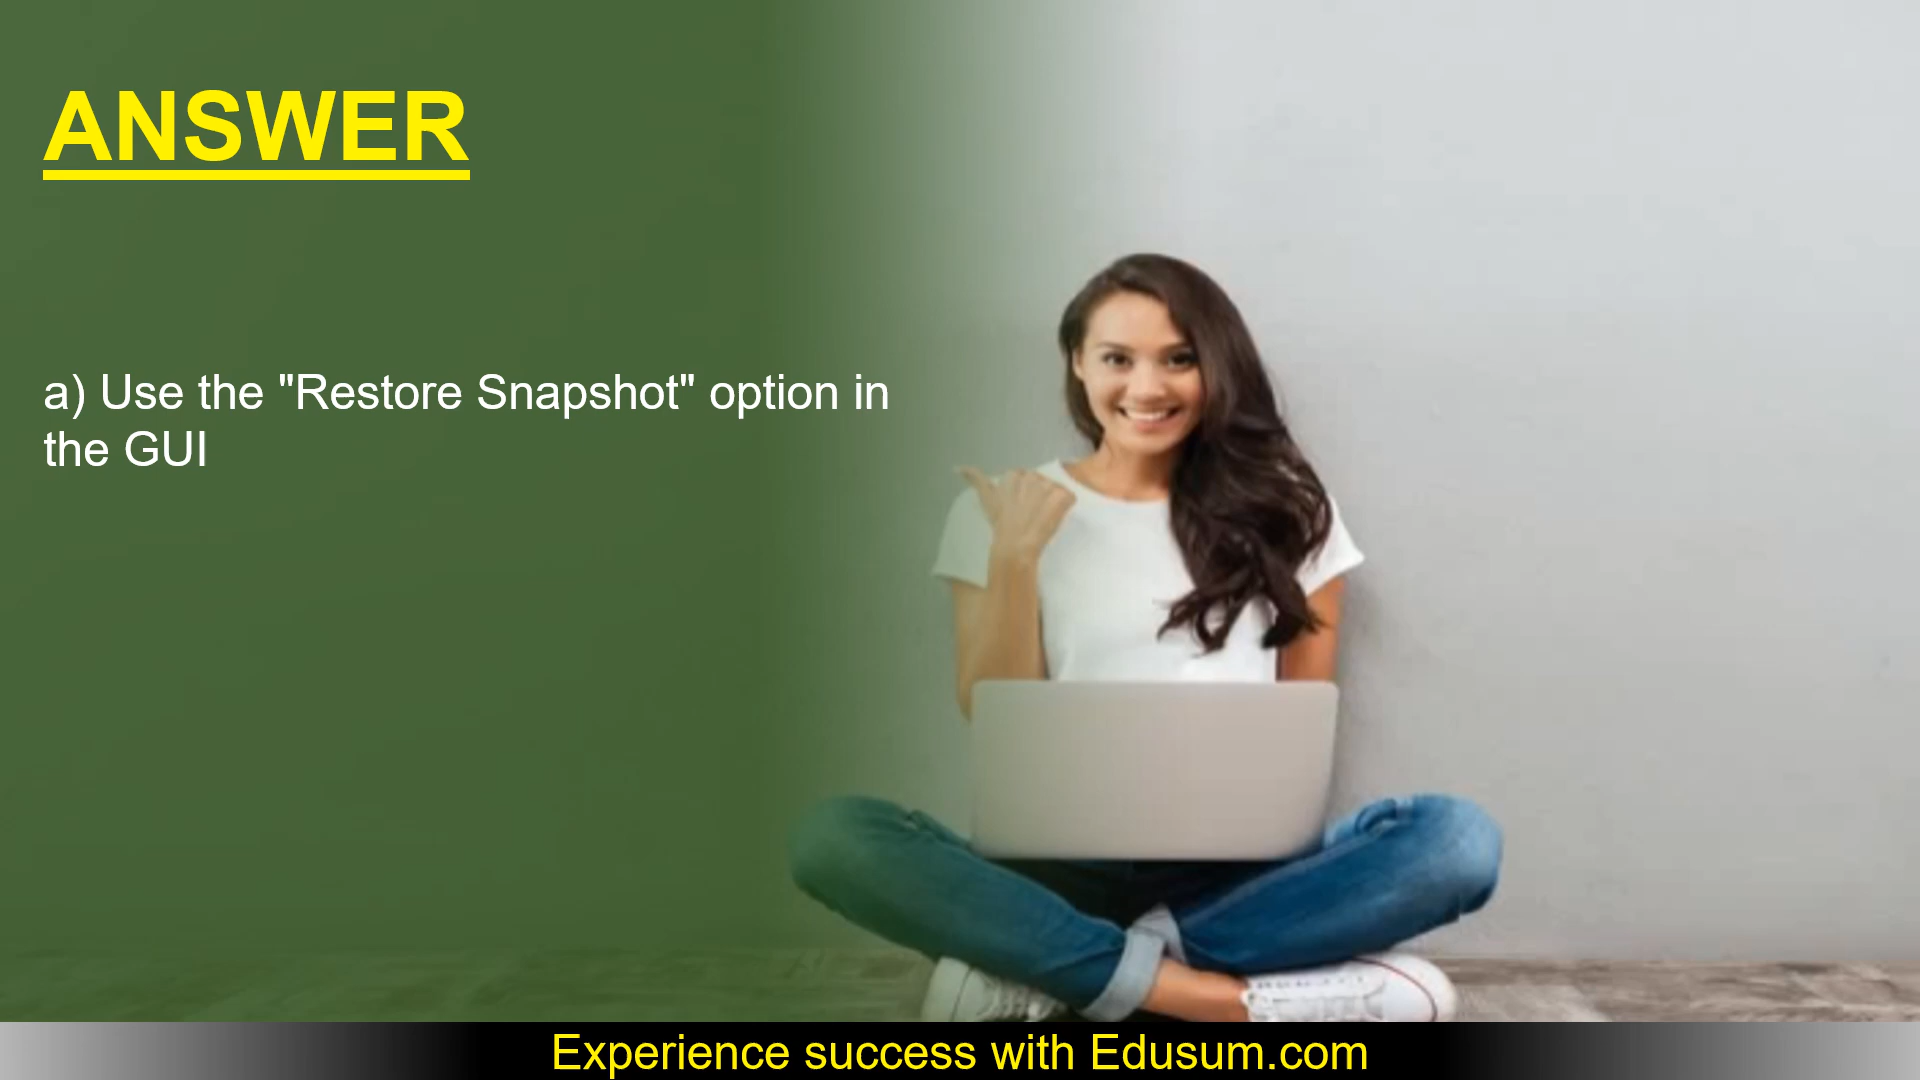 ANSWER
a) Use the "Restore Snapshot" option in
the GUI
Experience success with Edusum.com